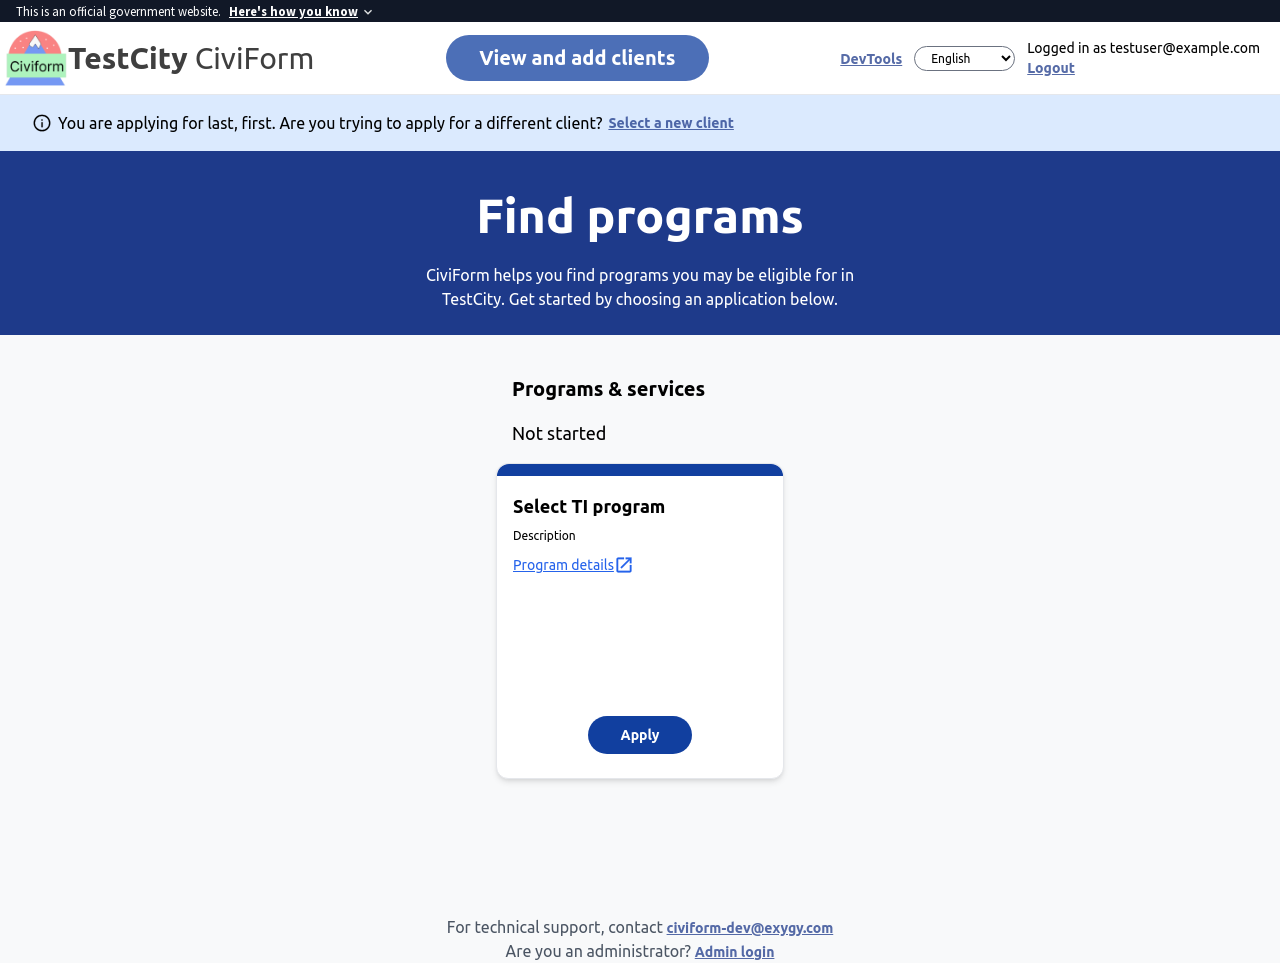 This is an official government website. Here's how you know
Civiform
TestCity CiviForm
View and add clients
DevTools
English
Logged in as testuser@example.com
Logout
You are applying for last, first. Are you trying to apply for a different client? Select a new client
Find programs
CiviForm helps you find programs you may be eligible for in
TestCity. Get started by choosing an application below.
Programs & services
Not started
Select TI program
Description
Program details
Apply
For technical support, contact civiform-dev@exygy.com
Are you an administrator? Admin login